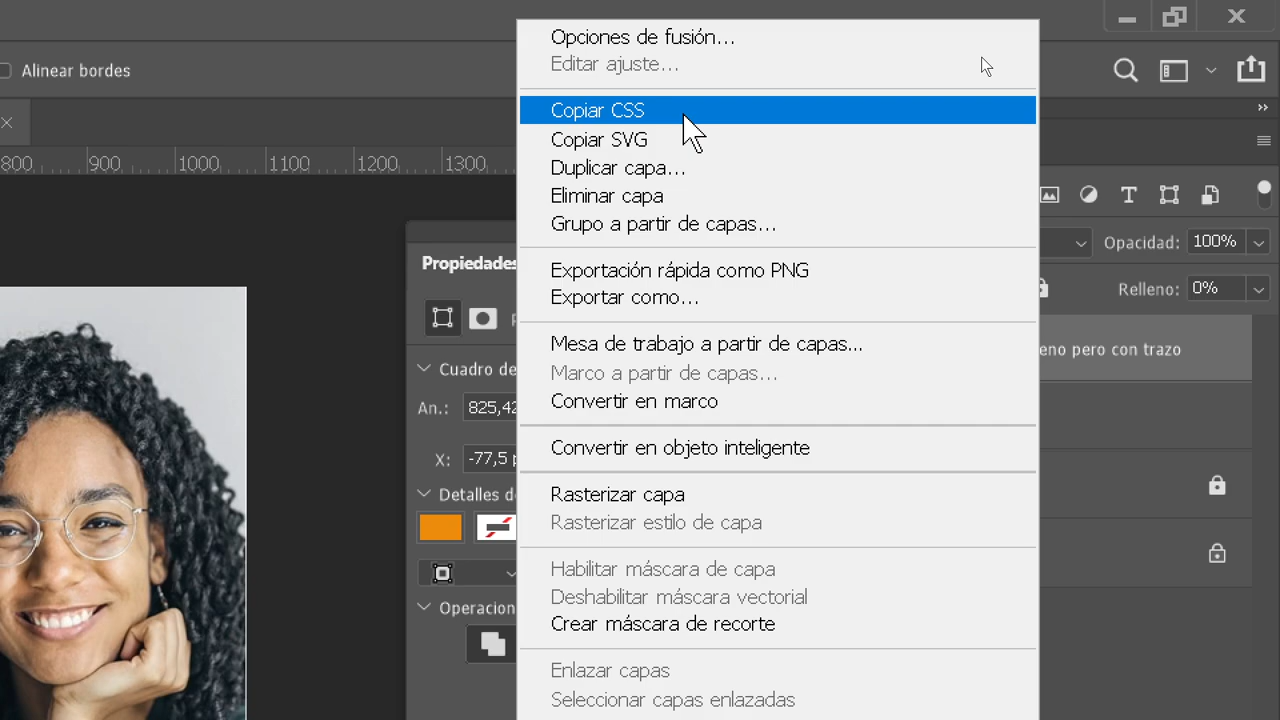 Opciones de fusión...
Editar ajuste...
Alinear bordes
Copiar CSS
Copiar SVG
Duplicar capa...
Eliminar capa
Grupo a partir de capas...
Exportación rápida como PNG
Exportar como...
Mesa de trabajo a partir de capas...
Marco a partir de capas...
Convertir en marco
Convertir en objeto inteligente
Rasterizar capa
Rasterizar estilo de capa
Habilitar máscara de capa
Deshabilitar máscara vectorial
Crear máscara de recorte
Enlazar capas
Seleccionar capas enlazadas
800 900 1000 1100 1200 1300
Propiedades
Cuadro de
An.: 825,42
X: -77,5
Detalles
Operacion
Opacidad: 100%
Relleno: 0%
pero con trazo